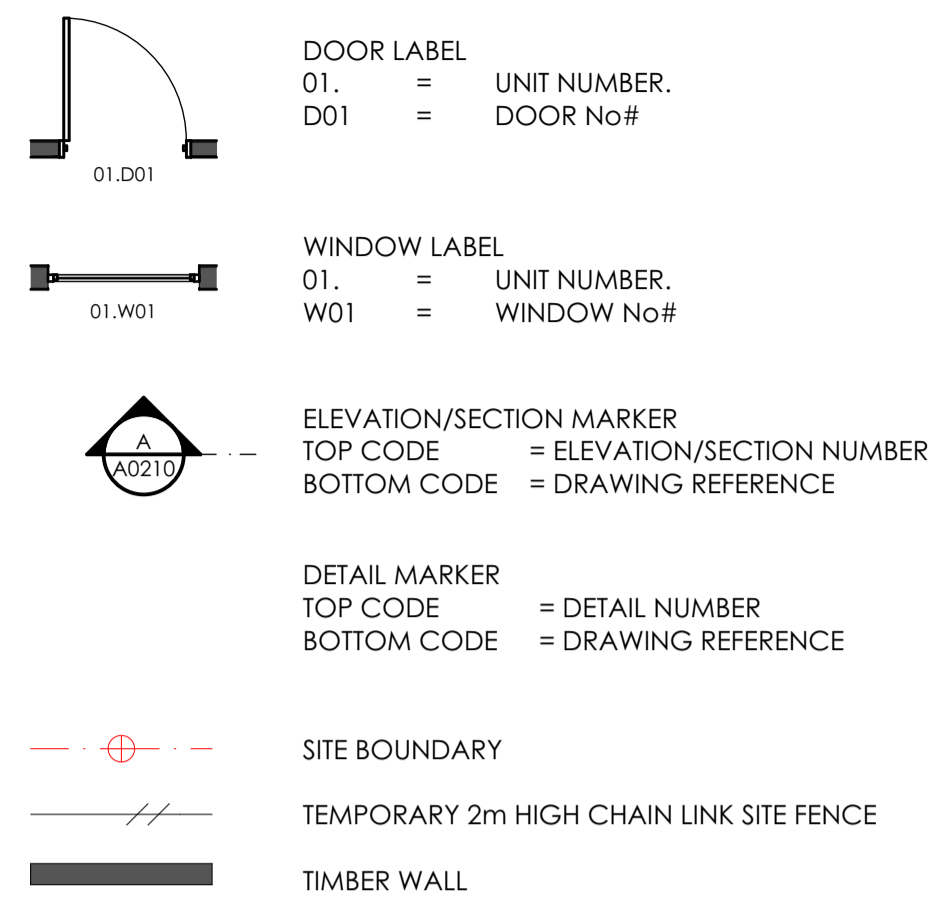 DOOR LABEL
01. = UNIT NUMBER.
D01 = DOOR No#
01.D01
WINDOW LABEL
01. = UNIT NUMBER.
W01 = WINDOW No#
01.W01
ELEVATION/SECTION MARKER
A
TOP CODE = ELEVATION/SECTION NUMBER
A0210
BOTTOM CODE = DRAWING REFERENCE
DETAIL MARKER
TOP CODE = DETAIL NUMBER
BOTTOM CODE = DRAWING REFERENCE
SITE BOUNDARY
TEMPORARY 2m HIGH CHAIN LINK SITE FENCE
TIMBER WALL